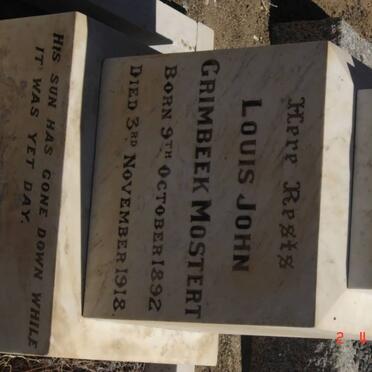 Here Rests
LOUIS JOHN
GRIMBEEK MOSTERT
BORN 9TH OCTOBER 1892
DIED 3RD NOVEMBER 1918.
HIS SUN HAS GONE DOWN WHILE
IT WAS YET DAY.